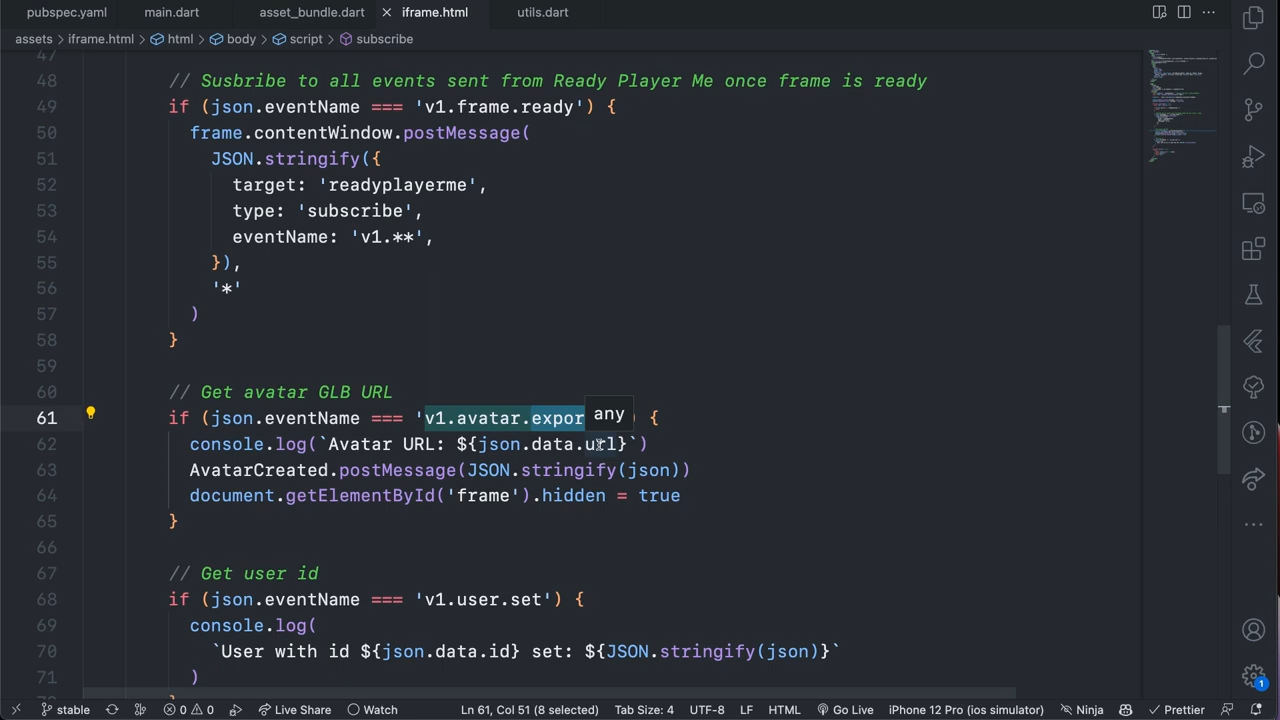 pubspec.yaml main.dart asset_bundle.dart iframe.html utils.dart
assets > iframe.html > html > body > script > subscribe
47
48 // Susbribe to all events sent from Ready Player Me once frame is ready
49 if (json.eventName === 'v1.frame.ready') {
50 frame.contentWindow.postMessage(
51 JSON.stringify({
52 target: 'readyplayerme',
53 type: 'subscribe',
54 eventName: 'v1.**',
55 }),
56 '*'
57 )
58 }
59
60 // Get avatar GLB URL
61 if (json.eventName === 'v1.avatar.expor any ) {
62 console.log(`Avatar URL: ${json.data.url}`)
63 AvatarCreated.postMessage(JSON.stringify(json))
64 document.getElementById('frame').hidden = true
65 }
66
67 // Get user id
68 if (json.eventName === 'v1.user.set') {
69 console.log(
70 `User with id ${json.data.id} set: ${JSON.stringify(json)}`
71 )
1
stable 0 0 Live Share Watch Ln 61, Col 51 (8 selected) Tab Size: 4 UTF-8 LF HTML Go Live iPhone 12 Pro (ios simulator) Ninja Prettier